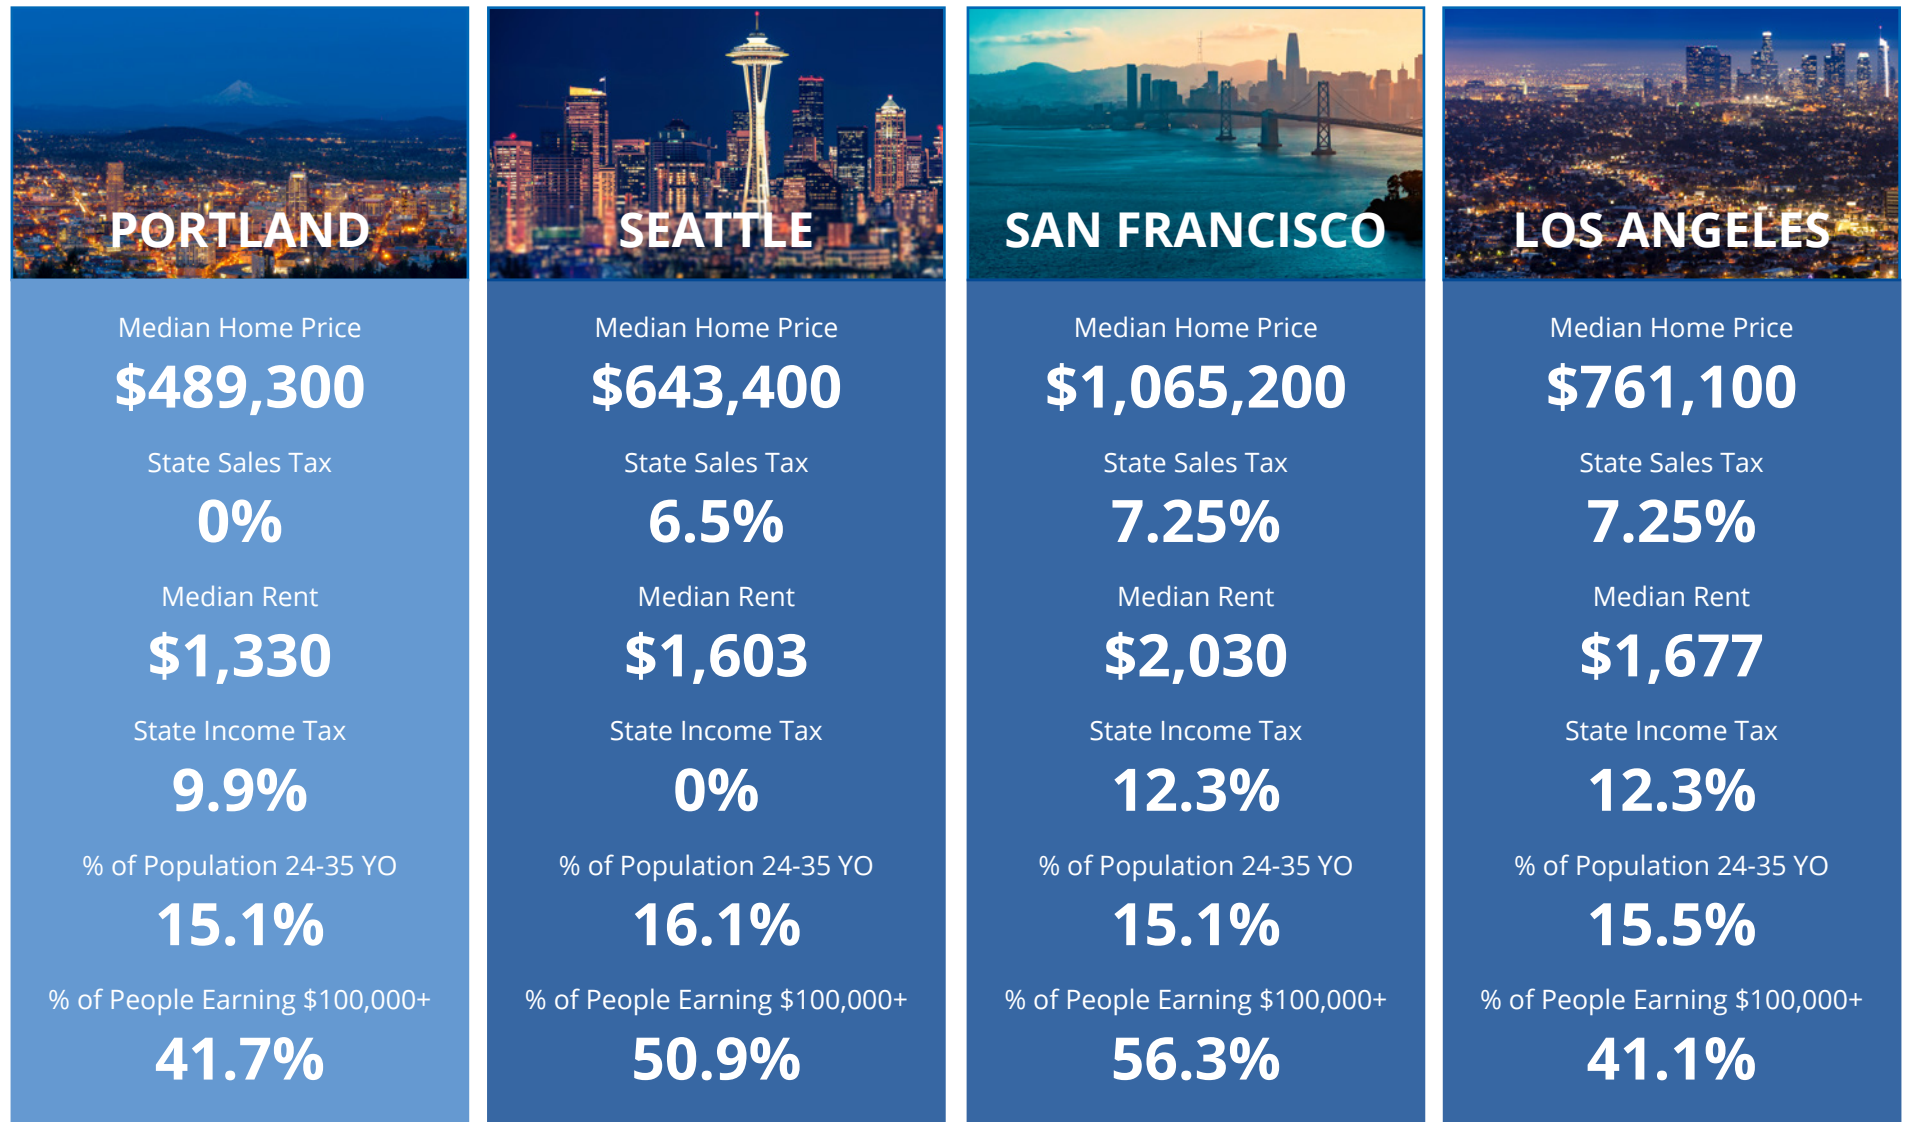 PORTLAND
Median Home Price
$489,300
State Sales Tax
0%
Median Rent
$1,330
State Income Tax
9.9%
% of Population 24-35 YO
15.1%
% of People Earning $100,000+
41.7%
SEATTLE
Median Home Price
$643,400
State Sales Tax
6.5%
Median Rent
$1,603
State Income Tax
0%
% of Population 24-35 YO
16.1%
% of People Earning $100,000+
50.9%
SAN FRANCISCO
Median Home Price
$1,065,200
State Sales Tax
7.25%
Median Rent
$2,030
State Income Tax
12.3%
% of Population 24-35 YO
15.1%
% of People Earning $100,000+
56.3%
LOS ANGELES
Median Home Price
$761,100
State Sales Tax
7.25%
Median Rent
$1,677
State Income Tax
12.3%
% of Population 24-35 YO
15.5%
% of People Earning $100,000+
41.1%